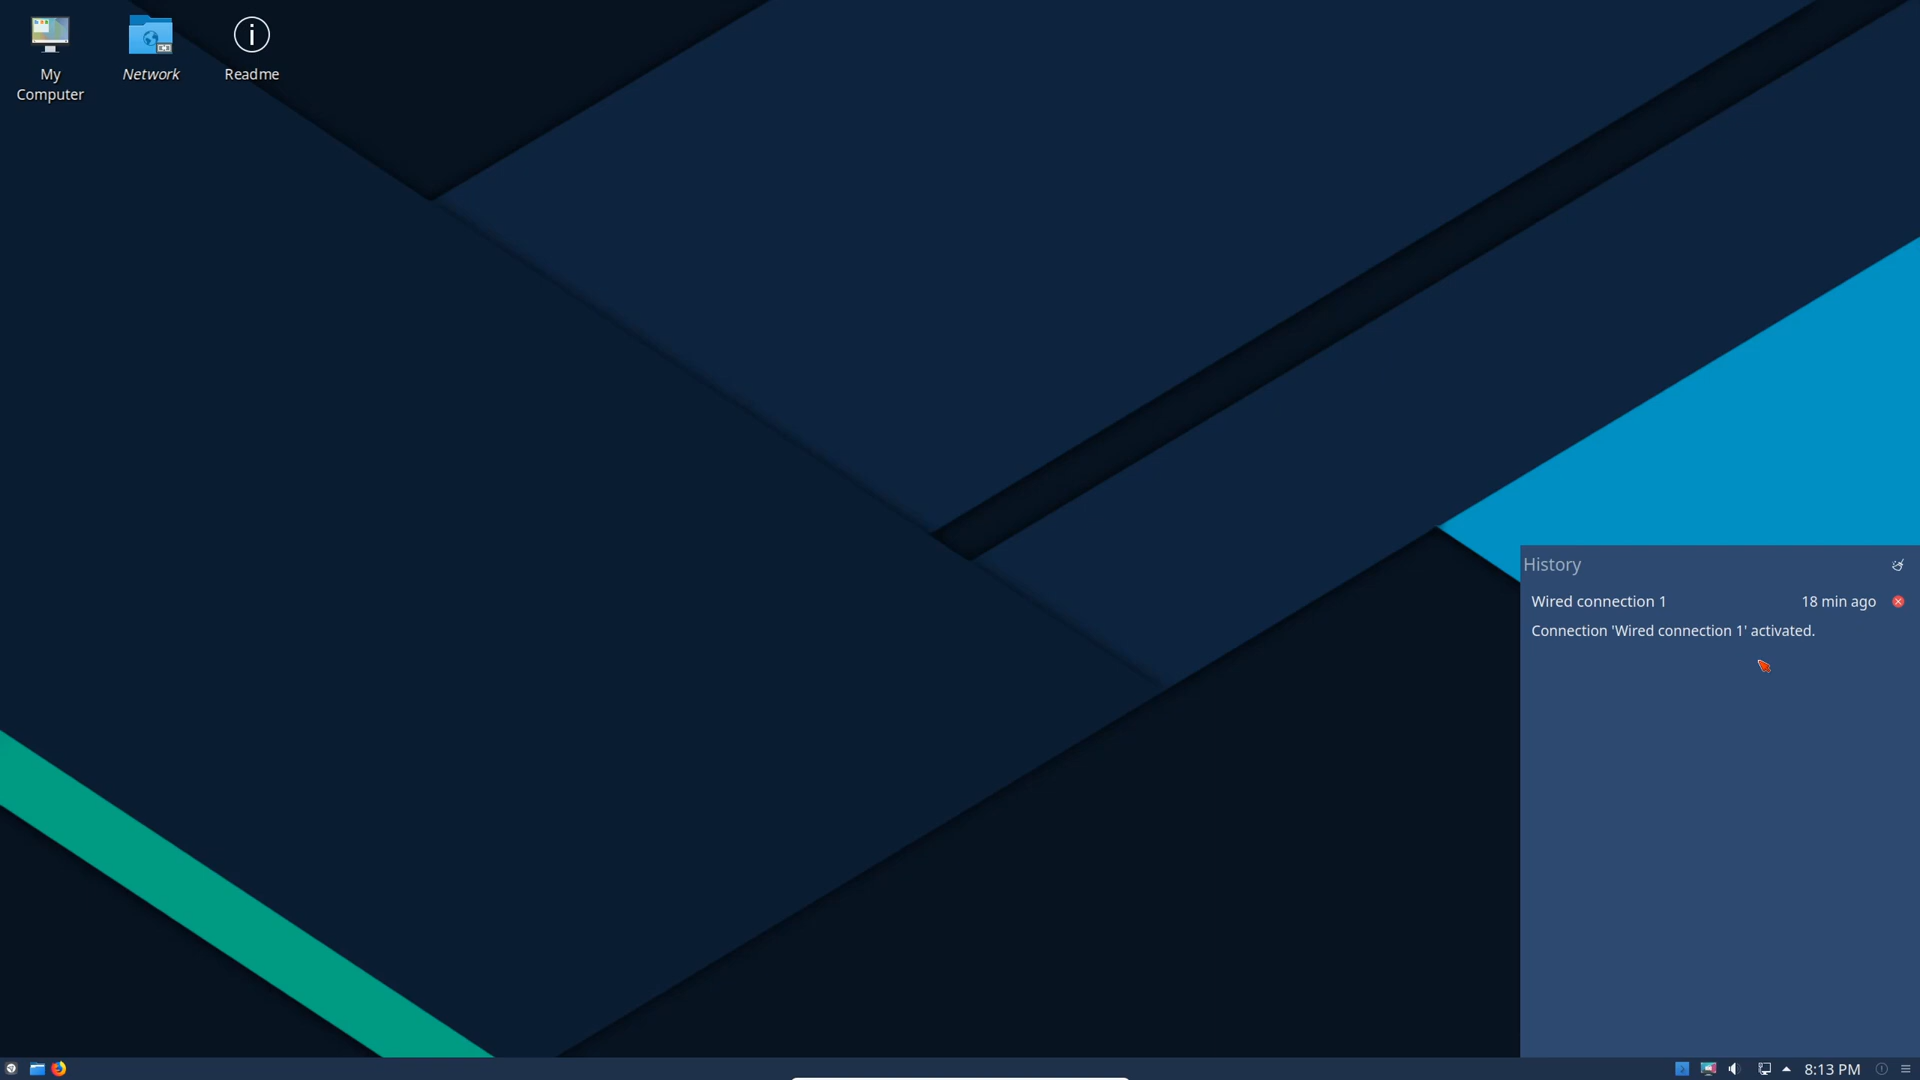 My
Computer
Network
Readme
History
Wired connection 1 18 min ago
Connection 'Wired connection 1' activated.
8:13 PM